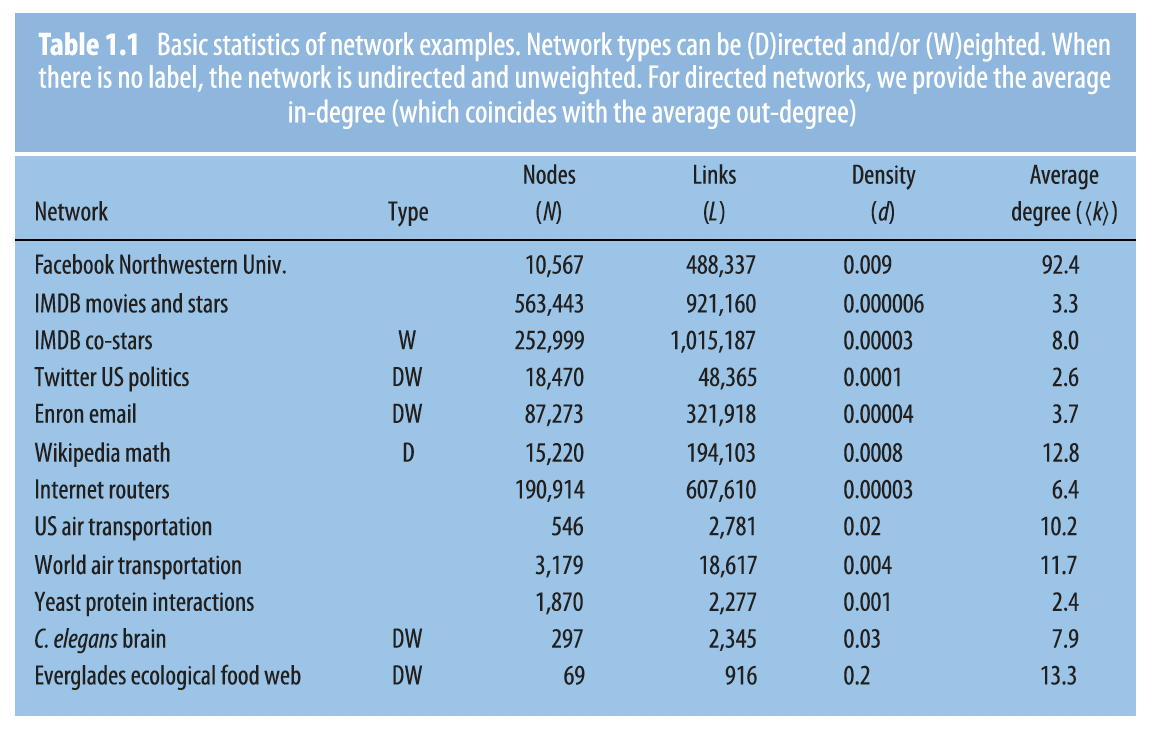 Table 1.1 Basic statistics of network examples. Network types can be (D)irected and/or (W)eighted. When
there is no label, the network is undirected and unweighted. For directed networks, we provide the average
in-degree (which coincides with the average out-degree)
Nodes Links Density Average
Network Type (N) (L) (d) degree (⟨k⟩)
Facebook Northwestern Univ. 10,567 488,337 0.009 92.4
IMDB movies and stars 563,443 921,160 0.000006 3.3
IMDB co-stars W 252,999 1,015,187 0.00003 8.0
Twitter US politics DW 18,470 48,365 0.0001 2.6
Enron email DW 87,273 321,918 0.00004 3.7
Wikipedia math D 15,220 194,103 0.0008 12.8
Internet routers 190,914 607,610 0.00003 6.4
US air transportation 546 2,781 0.02 10.2
World air transportation 3,179 18,617 0.004 11.7
Yeast protein interactions 1,870 2,277 0.001 2.4
C. elegans brain DW 297 2,345 0.03 7.9
Everglades ecological food web DW 69 916 0.2 13.3